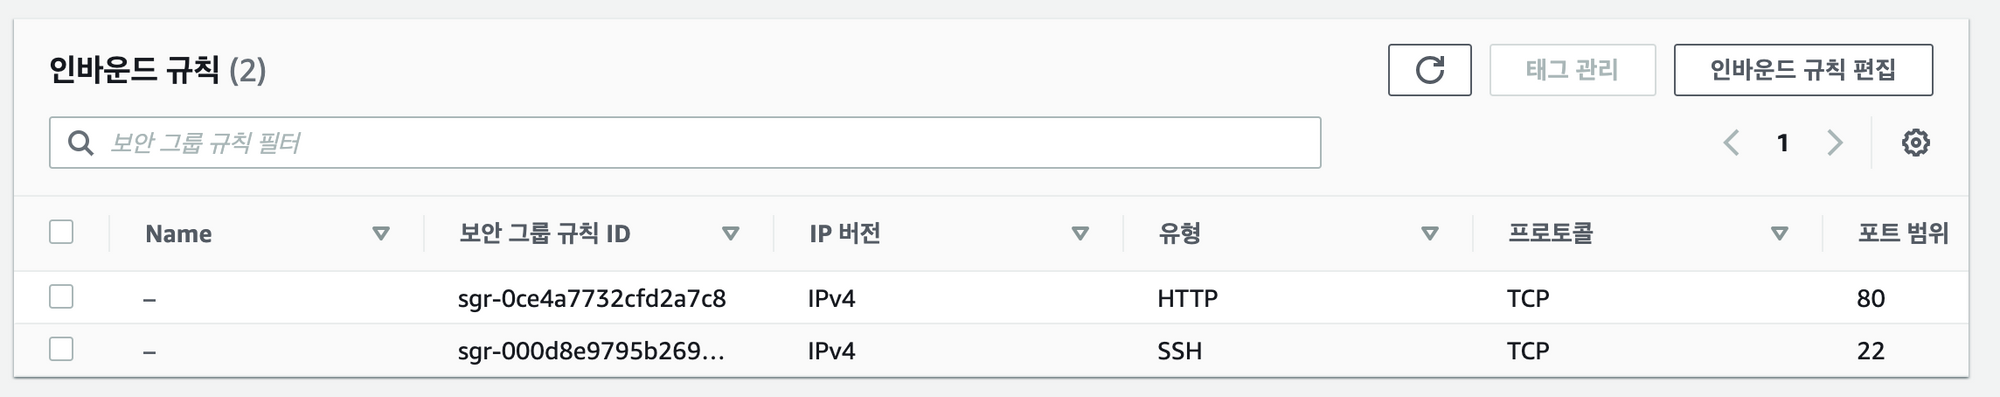 인바운드 규칙 (2)
태그 관리
인바운드 규칙 편집
보안 그룹 규칙 필터
1
Name 보안 그룹 규칙 ID IP 버전 유형 프로토콜 포트 범위
– sgr-0ce4a7732cfd2a7c8 IPv4 HTTP TCP 80
– sgr-000d8e9795b269... IPv4 SSH TCP 22